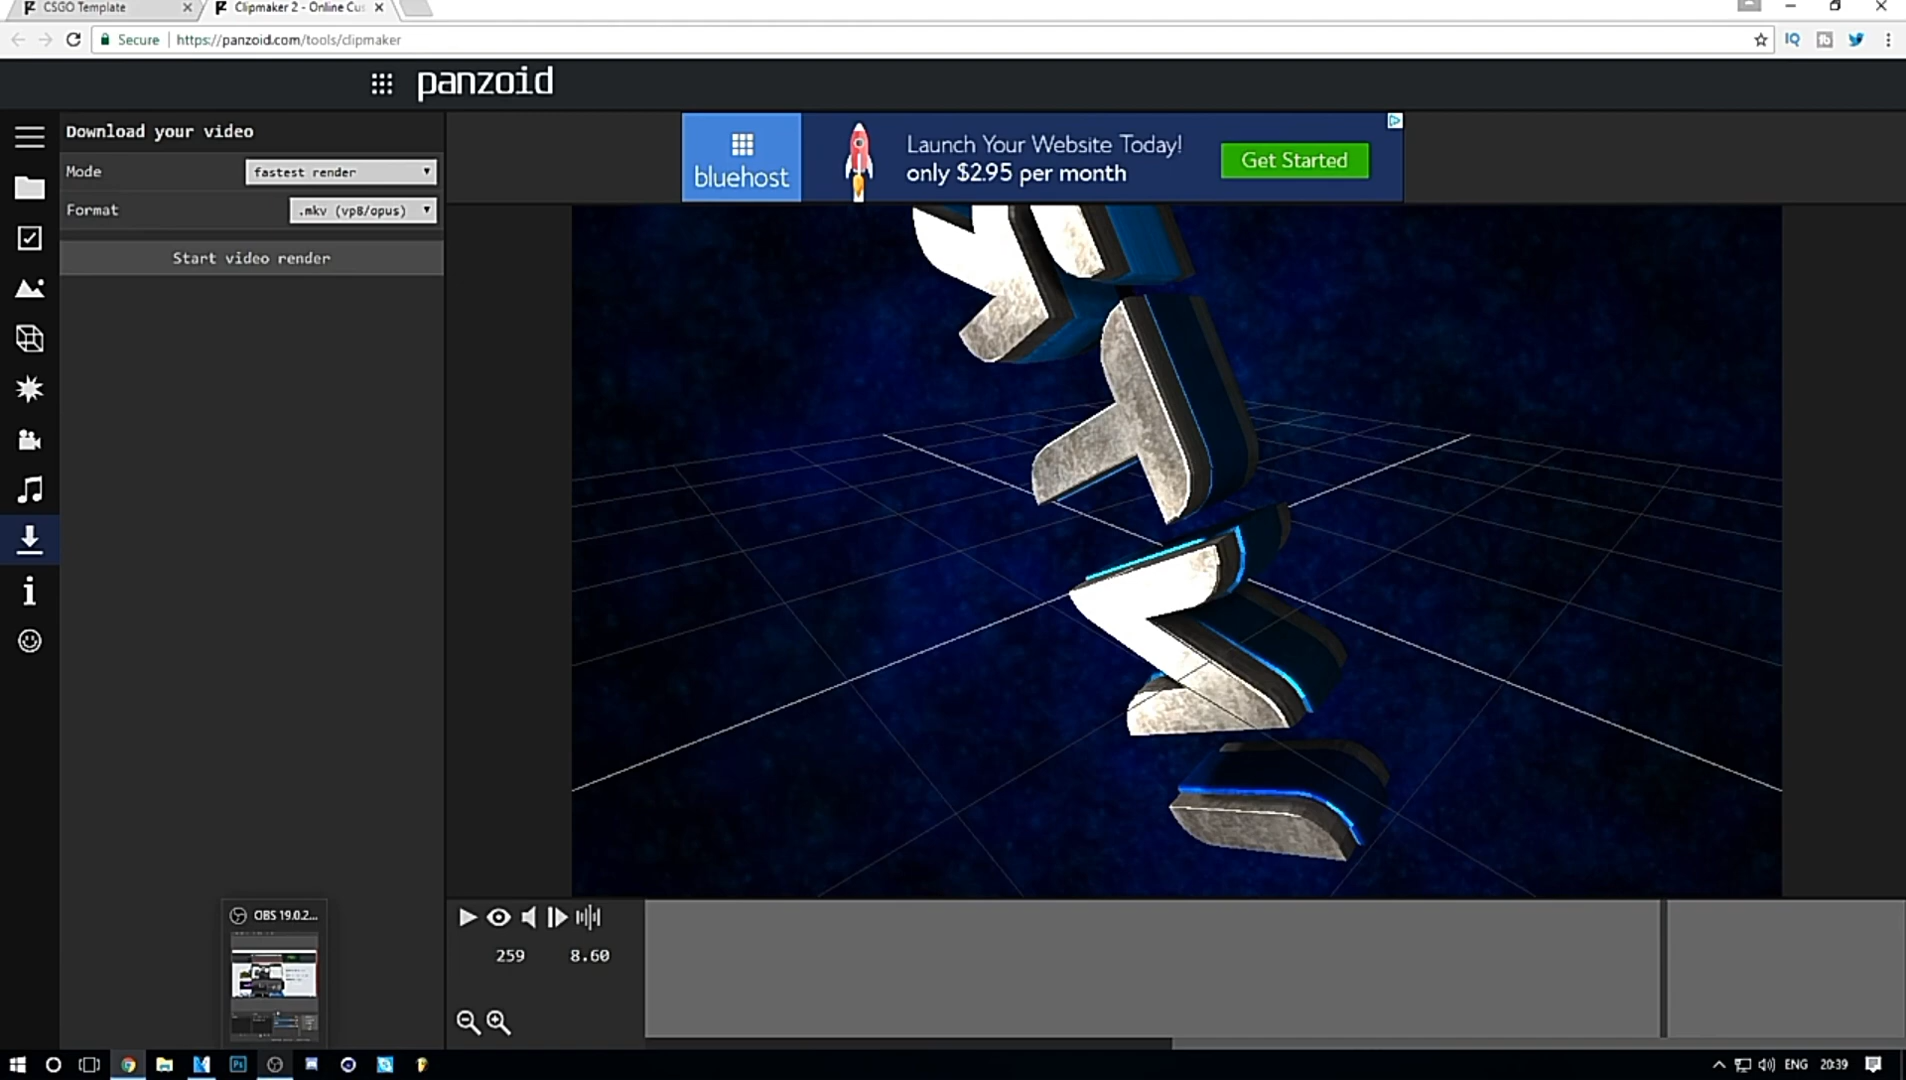 CSGO Template
Clipmaker 2 - Online Cu
Secure
https://panzoid.com/tools/clipmaker
IQ
panzoid
Download your video
Mode
fastest render
Format
.mkv (vp8/opus)
Start video render
bluehost
Launch Your Website Today!
only $2.95 per month
Get Started
OBS 19.0.2...
259
8.60
Ps
ENG
20:39